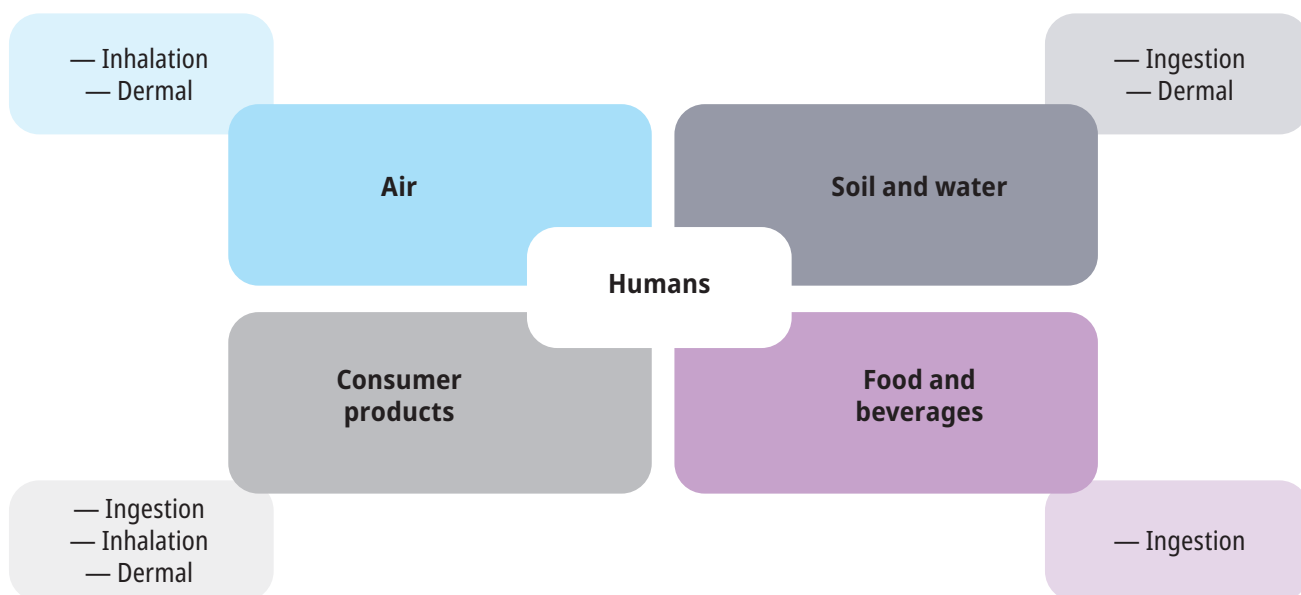 — Inhalation
— Dermal
— Ingestion
— Dermal
Air
Soil and water
Humans
Consumer
products
Food and
beverages
— Ingestion
— Inhalation
— Dermal
— Ingestion